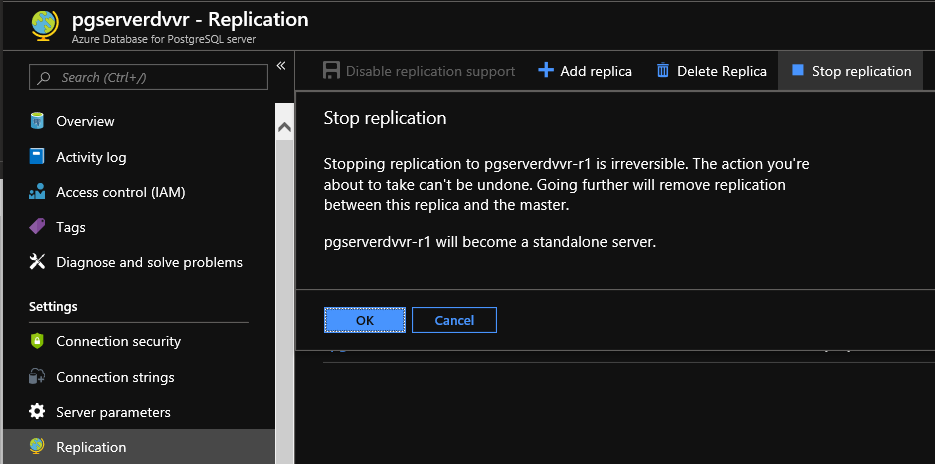 pgserverdvvr - Replication
Azure Database for PostgreSQL server
Search (Ctrl+/)
«
Overview
Activity log
Access control (IAM)
Tags
Diagnose and solve problems
Settings
Connection security
Connection strings
Server parameters
Replication
Disable replication support
Add replica
Delete Replica
Stop replication
Stop replication
Stopping replication to pgserverdvvr-r1 is irreversible. The action you're
about to take can't be undone. Going further will remove replication
between this replica and the master.
pgserverdvvr-r1 will become a standalone server.
OK
Cancel